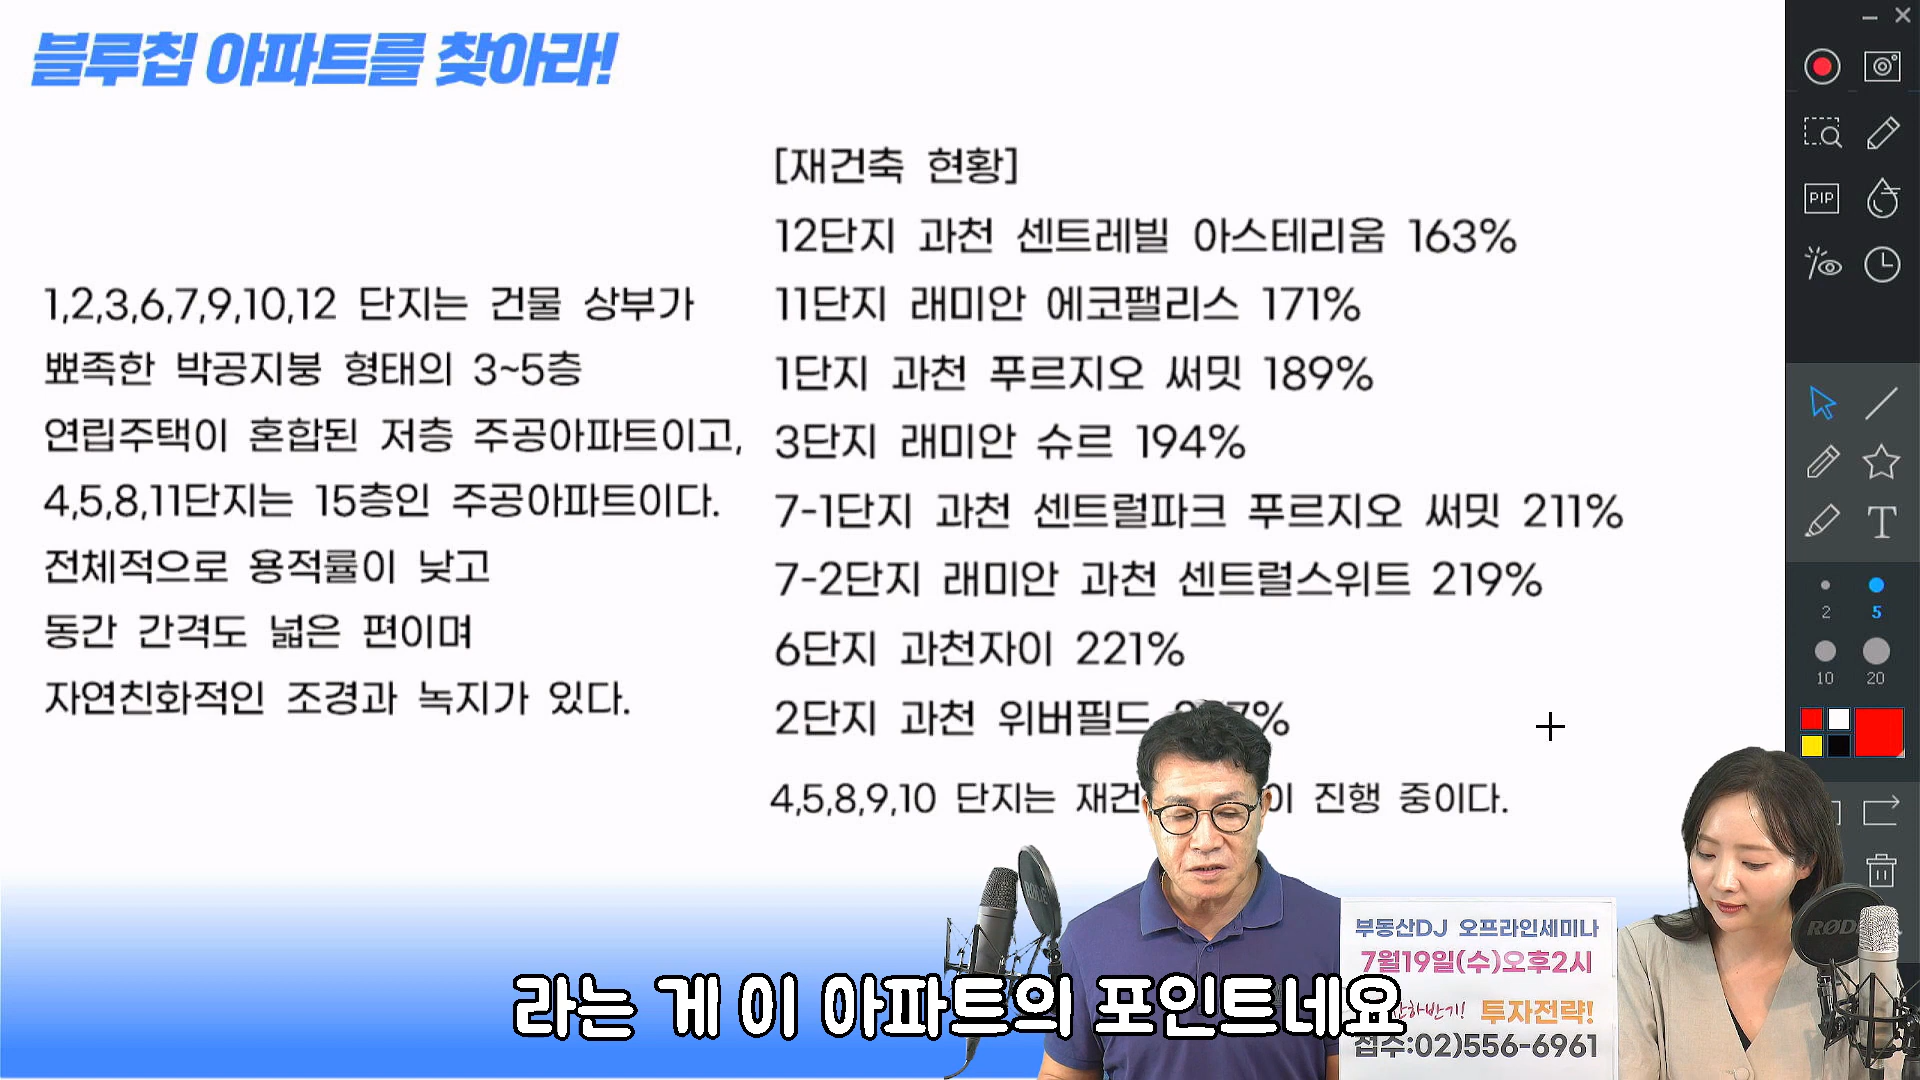 블루칩 아파트를 찾아라!
1,2,3,6,7,9,10,12 단지는 건물 상부가
뾰족한 박공지붕 형태의 3~5층
연립주택이 혼합된 저층 주공아파트이고,
4,5,8,11단지는 15층인 주공아파트이다.
전체적으로 용적률이 낮고
동간 간격도 넓은 편이며
자연친화적인 조경과 녹지가 있다.
[재건축 현황]
12단지 과천 센트레빌 아스테리움 163%
11단지 래미안 에코팰리스 171%
1단지 과천 푸르지오 써밋 189%
3단지 래미안 슈르 194%
7-1단지 과천 센트럴파크 푸르지오 써밋 211%
7-2단지 래미안 과천 센트럴스위트 219%
6단지 과천자이 221%
2단지 과천 위버필드
4,5,8,9,10 단지는 진행 중이다.
PIP
T
2
5
10
20
RØDE
부동산DJ 오프라인세미나
7월19일(수)오후2시
투자전략!
접수:02)556-6961
라는 게 이 아파트의 포인트네요